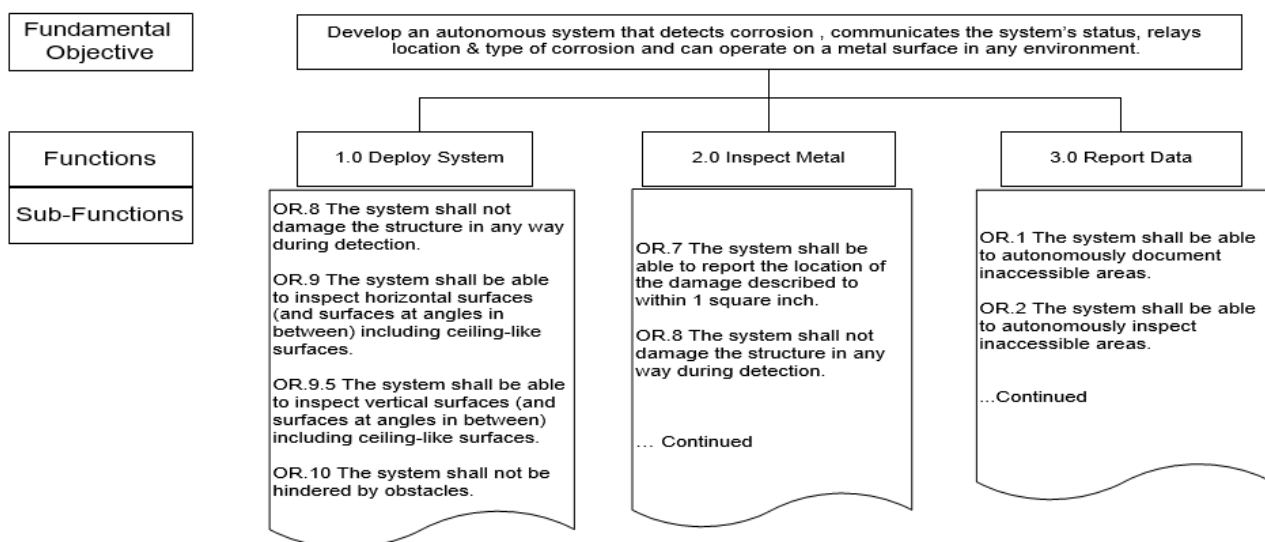 Fundamental
Objective
Develop an autonomous system that detects corrosion , communicates the system's status, relays
location & type of corrosion and can operate on a metal surface in any environment.
Functions
1.0 Deploy System
2.0 Inspect Metal
3.0 Report Data
Sub-Functions
OR.8 The system shall not
damage the structure in any way
during detection.
OR.9 The system shall be able
to inspect horizontal surfaces
(and surfaces at angles in
between) including ceiling-like
surfaces.
OR.9.5 The system shall be able
to inspect vertical surfaces (and
surfaces at angles in between)
including ceiling-like surfaces.
OR.10 The system shall not be
hindered by obstacles.
OR.7 The system shall be
able to report the location of
the damage described to
within 1 square inch.
OR.8 The system shall not
damage the structure in any
way during detection.
... Continued
OR.1 The system shall be able
to autonomously document
inaccessible areas.
OR.2 The system shall be able
to autonomously inspect
inaccessible areas.
...Continued